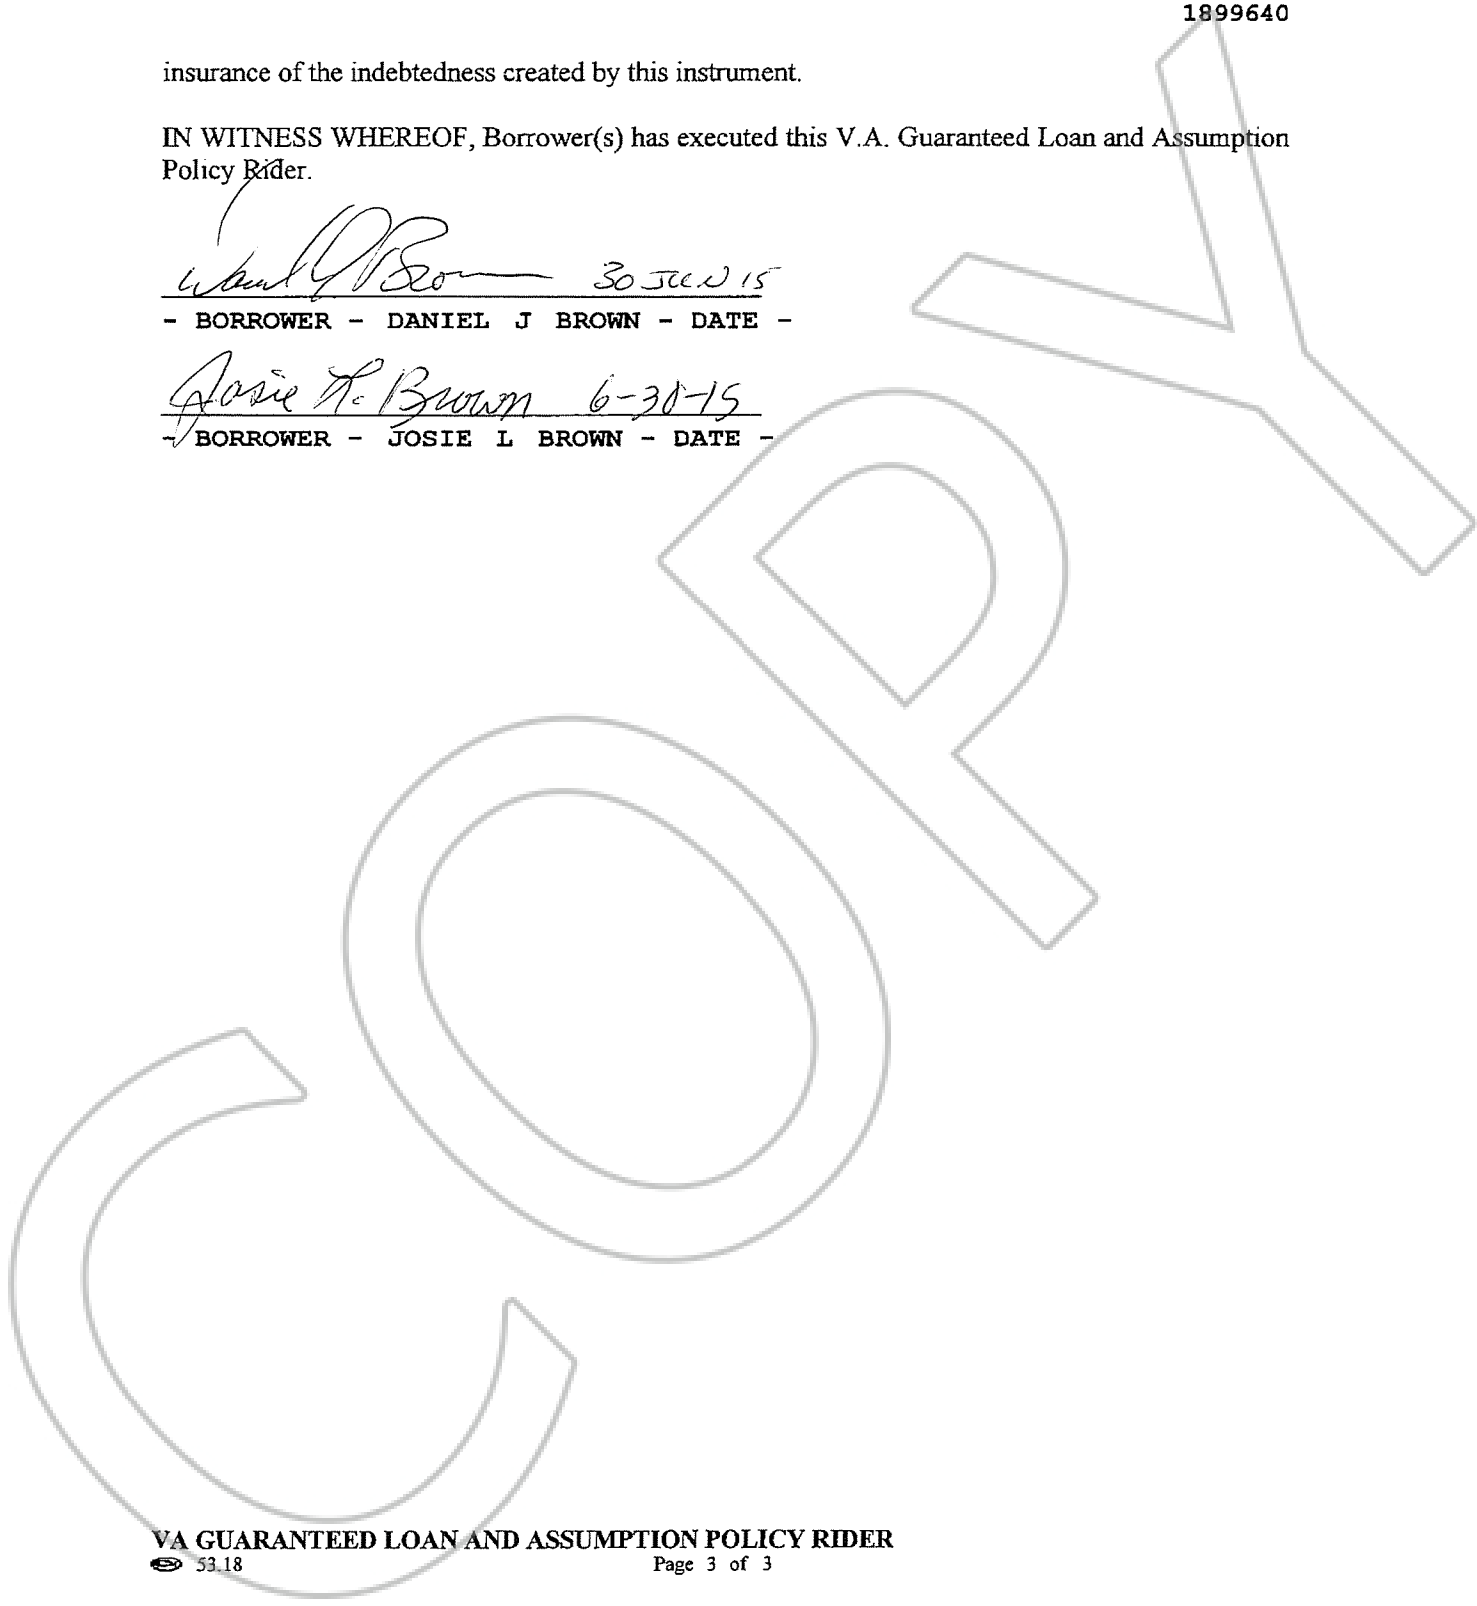 1899640
insurance of the indebtedness created by this instrument.
IN WITNESS WHEREOF, Borrower(s) has executed this V.A. Guaranteed Loan and Assumption
Policy Rider.
30 JUN 15
- BORROWER - DANIEL J BROWN - DATE -
Josie L. Brown 6-30-15
- BORROWER - JOSIE L BROWN - DATE -
COPY
VA GUARANTEED LOAN AND ASSUMPTION POLICY RIDER
53.18 Page 3 of 3